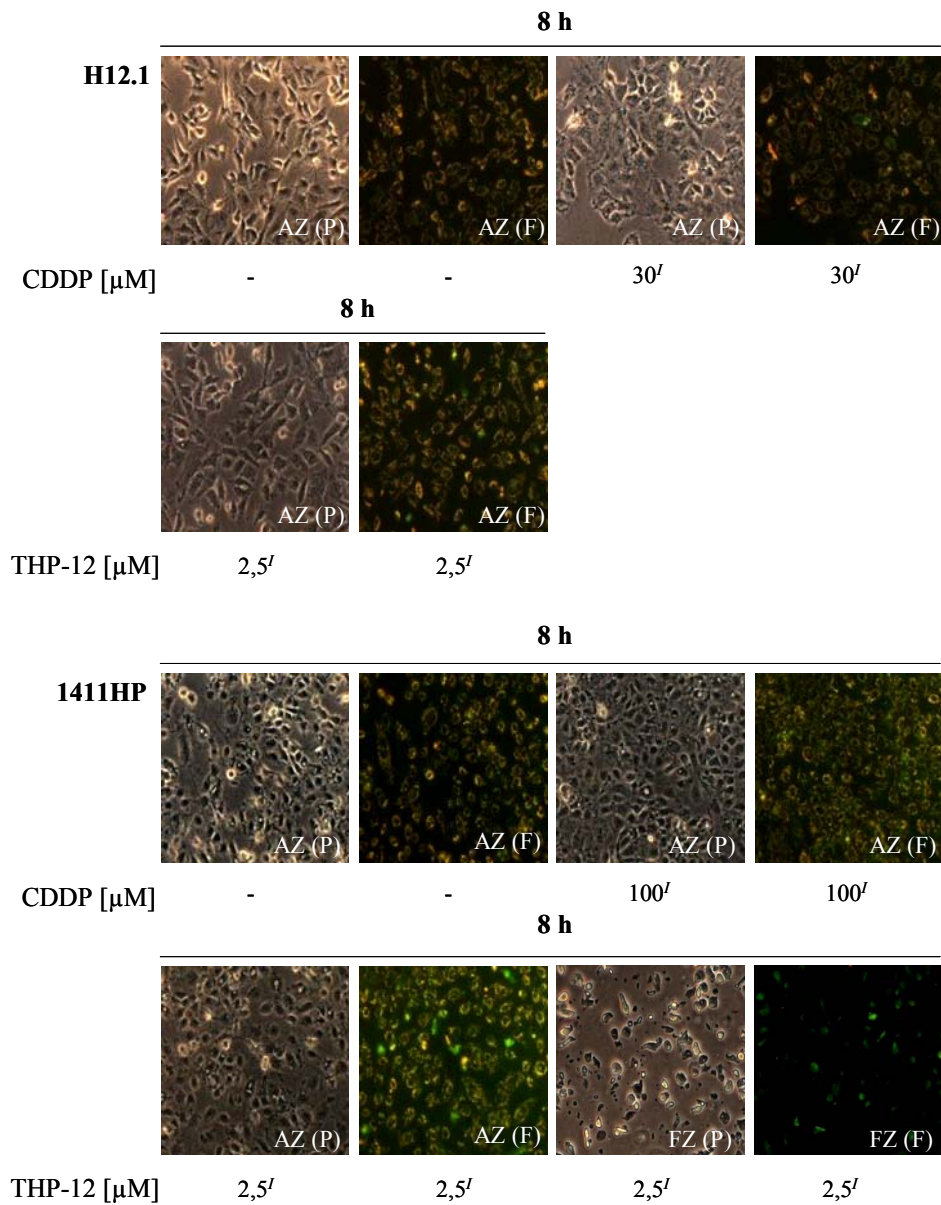 8 h
H12.1
AZ (P) AZ (F) AZ (P) AZ (F)
CDDP [µM] - - 30ᴵ 30ᴵ
8 h
AZ (P) AZ (F)
THP-12 [µM] 2,5ᴵ 2,5ᴵ
8 h
1411HP
AZ (P) AZ (F) AZ (P) AZ (F)
CDDP [µM] - - 100ᴵ 100ᴵ
8 h
AZ (P) AZ (F) FZ (P) FZ (F)
THP-12 [µM] 2,5ᴵ 2,5ᴵ 2,5ᴵ 2,5ᴵ